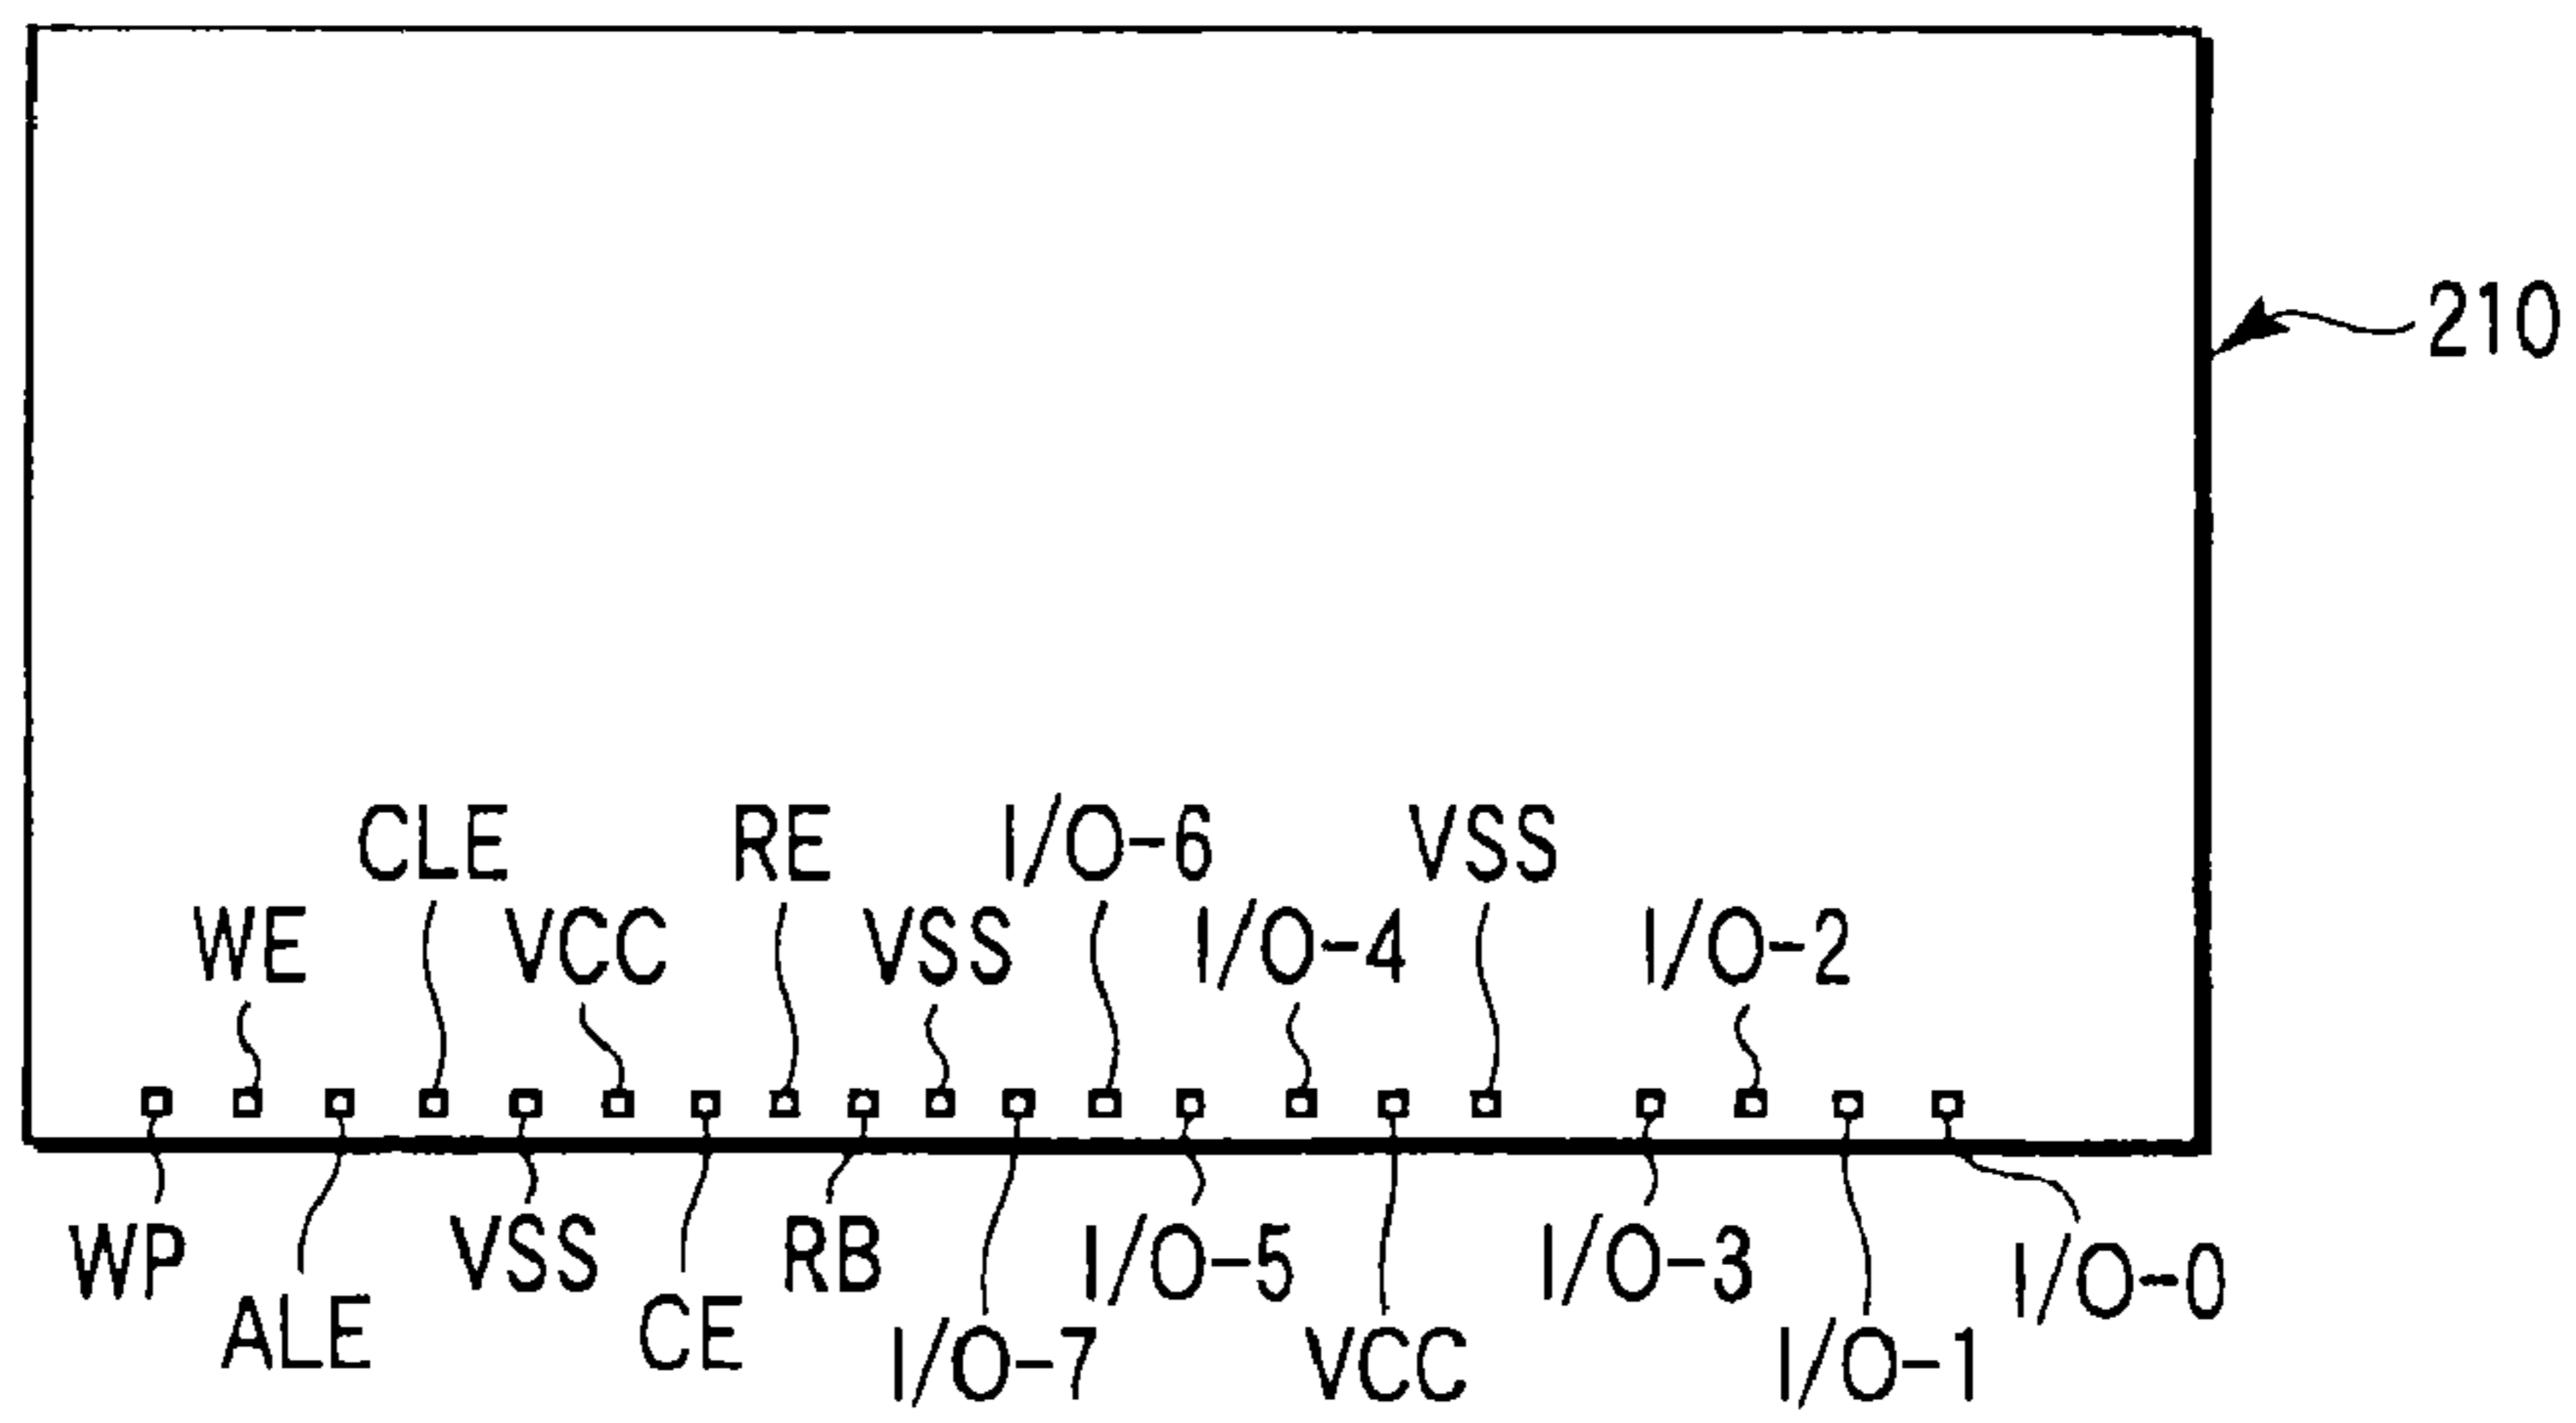 210
CLE RE I/O-6 VSS
WE VCC VSS I/O-4 I/O-2
WP VSS RB I/O-5 I/O-3 I/O-0
ALE CE I/O-7 VCC I/O-1